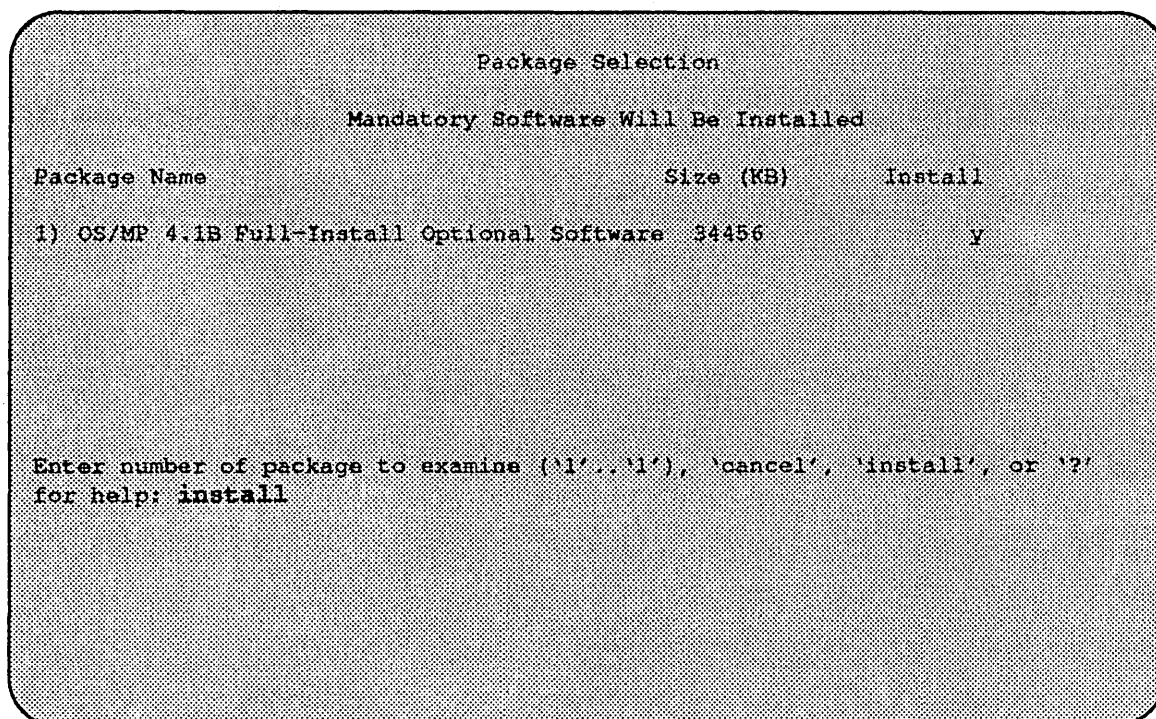 Package Selection
Mandatory Software Will Be Installed
Package Name Size (KB) Install
1) OS/MP 4.1B Full-Install Optional Software 34456 y
Enter number of package to examine ('1'..'1'), 'cancel', 'install', or '?'
for help: install